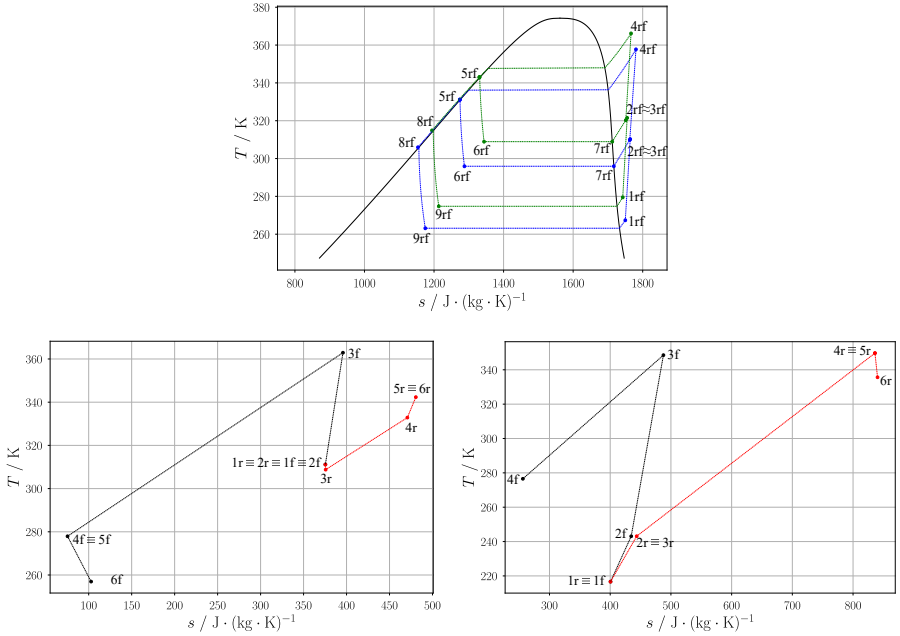 380
360
340
320
300
280
260
T / K
800
1000
1200
1400
1600
1800
s / J · (kg · K)⁻¹
4rf
4rf
5rf
5rf
2rf≈3rf
8rf
8rf
6rf
7rf
2rf≈3rf
6rf
7rf
1rf
9rf
1rf
9rf
360
340
320
300
280
260
T / K
100
150
200
250
300
350
400
450
500
s / J · (kg · K)⁻¹
3f
5r≡6r
4r
1r≡2r≡1f≡2f
3r
4f≡5f
6f
340
320
300
280
260
240
220
T / K
300
400
500
600
700
800
s / J · (kg · K)⁻¹
4r≡5r
3f
6r
4f
2f
2r≡3r
1r≡1f